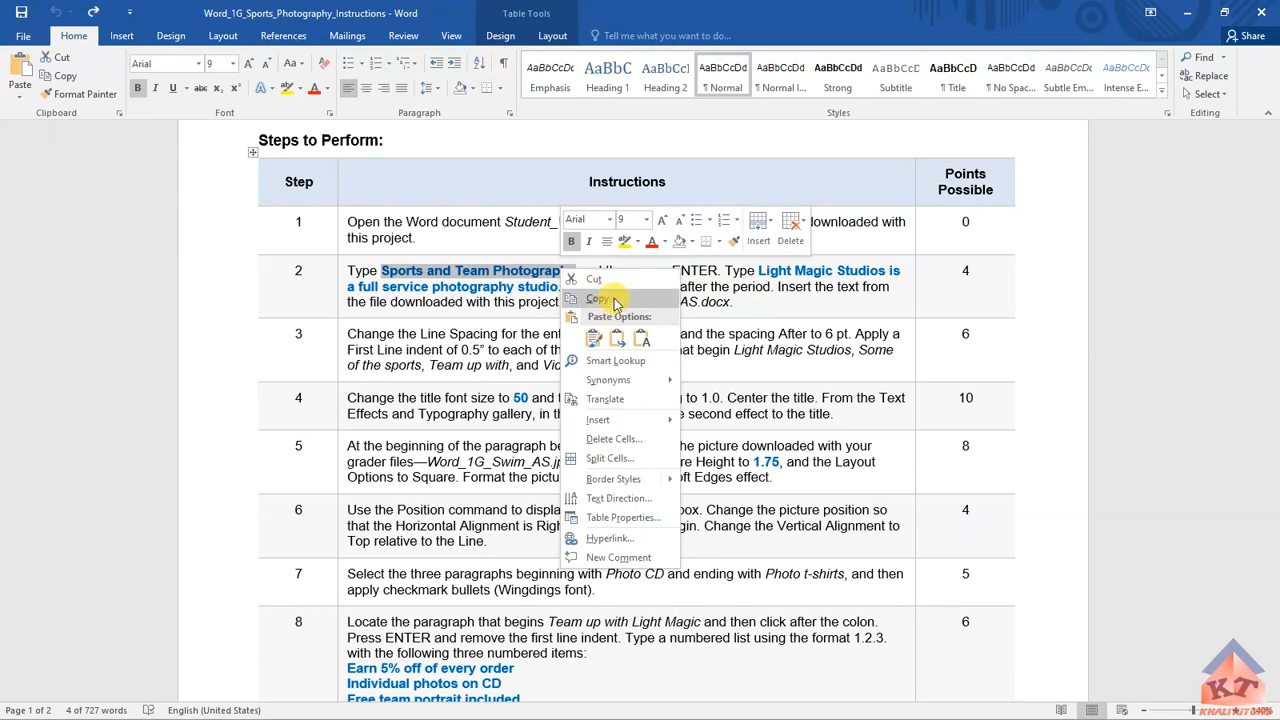 Word_1G_Sports_Photography_Instructions - Word
Table Tools
File Home Insert Design Layout References Mailings Review View Design Layout Tell me what you want to do... Share
Paste
Cut
Copy
Format Painter
Clipboard
Arial 9
Font
Paragraph
AaBbCcDc AaBbC AaBbCc AaBbCcDd AaBbCcDd AaBbCcDd AaBbCcDd AaBbCcDd AaBbCcDd AaBbCcDd AaBbCcDd
Emphasis Heading 1 Heading 2 ¶ Normal ¶ Normal I... Strong Subtitle ¶ Title ¶ No Spac... Subtle Em... Intense E...
Styles
Find
Replace
Select
Editing
Steps to Perform:
Step Instructions Points Possible
1 Open the Word document Student_ downloaded with
this project. 0
Arial 9
Insert Delete
2 Type Sports and Team Photograph ENTER. Type Light Magic Studios is
a full service photography studio. after the period. Insert the text from
the file downloaded with this project AS.docx. 4
3 Change the Line Spacing for the ent and the spacing After to 6 pt. Apply a
First Line indent of 0.5” to each of th that begin Light Magic Studios, Some
of the sports, Team up with, and Vid 6
4 Change the title font size to 50 and to 1.0. Center the title. From the Text
Effects and Typography gallery, in th second effect to the title. 10
5 At the beginning of the paragraph be the picture downloaded with your
grader files—Word_1G_Swim_AS.jp re Height to 1.75, and the Layout
Options to Square. Format the pictur oft Edges effect. 8
6 Use the Position command to displa box. Change the picture position so
that the Horizontal Alignment is Righ gin. Change the Vertical Alignment to
Top relative to the Line. 4
7 Select the three paragraphs beginning with Photo CD and ending with Photo t-shirts, and then
apply checkmark bullets (Wingdings font). 5
8 Locate the paragraph that begins Team up with Light Magic and then click after the colon.
Press ENTER and remove the first line indent. Type a numbered list using the format 1.2.3.
with the following three numbered items:
Earn 5% off of every order
Individual photos on CD
Free team portrait included 6
Cut
Copy
Paste Options:
Smart Lookup
Synonyms
Translate
Insert
Delete Cells...
Split Cells...
Border Styles
Text Direction...
Table Properties...
Hyperlink...
New Comment
KT
Page 1 of 2 4 of 727 words English (United States) 140%